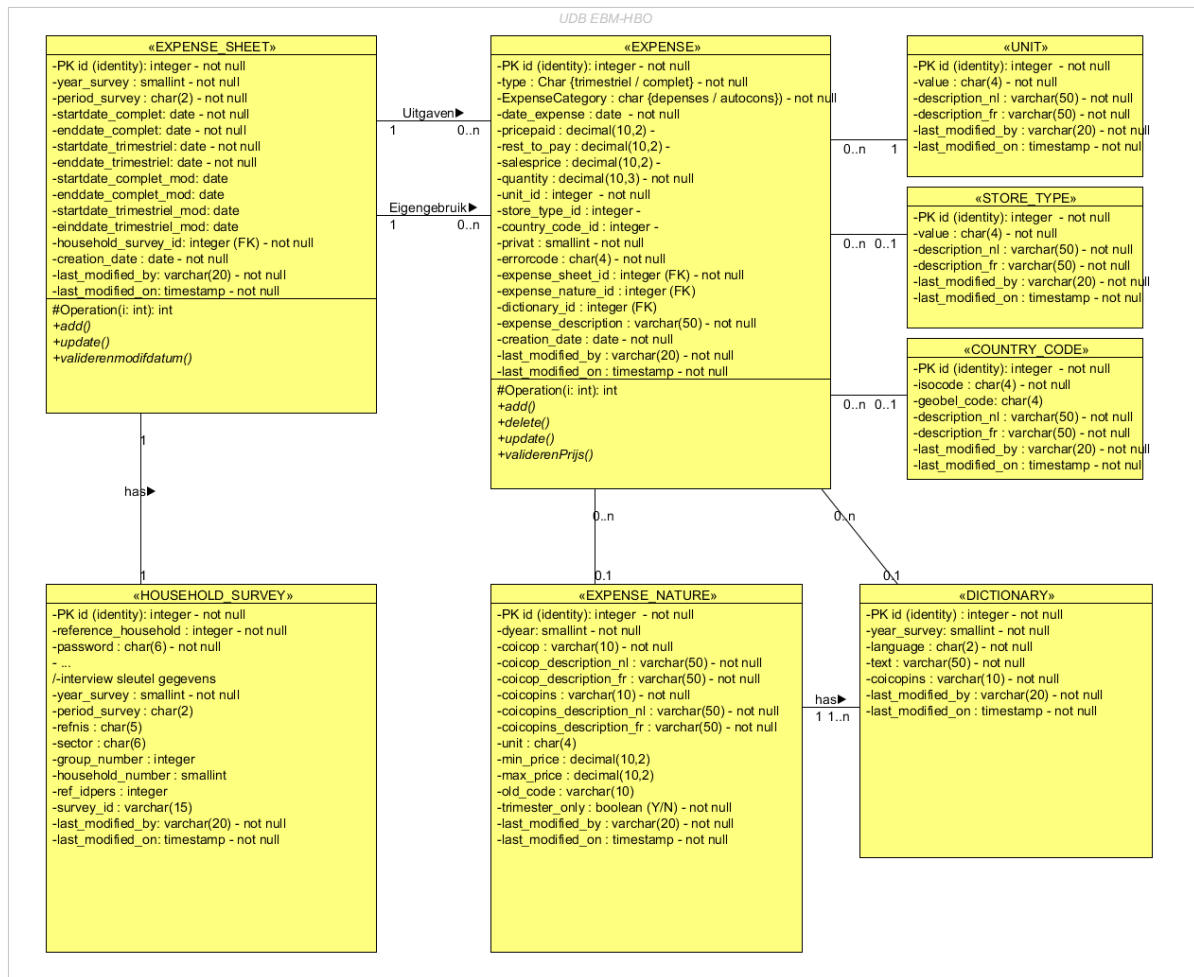 UDB EBM-HBO
«EXPENSE_SHEET»
-PK id (identity): integer - not null
-year_survey : smallint - not null
-period_survey : char(2) - not null
-startdate_complet: date - not null
-enddate_complet: date - not null
-startdate_trimestriel: date - not null
-enddate_trimestriel: date - not null
-startdate_complet_mod: date
-enddate_complet_mod: date
-startdate_trimestriel_mod: date
-einddate_trimestriel_mod: date
-household_survey_id: integer (FK) - not null
-creation_date : date - not null
-last_modified_by: varchar(20) - not null
-last_modified_on: timestamp - not null
#Operation(i: int): int
+add()
+update()
+validerenmodifdatum()
Uitgaven▶
1 0..n
Eigengebruik▶
1 0..n
«EXPENSE»
-PK id (identity): integer - not null
-type : Char {trimestriel / complet} - not null
-ExpenseCategory : char {depenses / autocons}) - not null
-date_expense : date - not null
-pricepaid : decimal(10,2) -
-rest_to_pay : decimal(10,2) -
-salesprice : decimal(10,2) -
-quantity : decimal(10,3) - not null
-unit_id : integer - not null
-store_type_id : integer -
-country_code_id : integer -
-privat : smallint - not null
-errorcode : char(4) - not null
-expense_sheet_id : integer (FK) - not null
-expense_nature_id : integer (FK)
-dictionary_id : integer (FK)
-expense_description : varchar(50) - not null
-creation_date : date - not null
-last_modified_by : varchar(20) - not null
-last_modified_on : timestamp - not null
#Operation(i: int): int
+add()
+delete()
+update()
+validerenPrijs()
0..n 1
«UNIT»
-PK id (identity): integer - not null
-value : char(4) - not null
-description_nl : varchar(50) - not null
-description_fr : varchar(50) - not null
-last_modified_by : varchar(20) - not null
-last_modified_on : timestamp - not null
0..n 0..1
«STORE_TYPE»
-PK id (identity): integer - not null
-value : char(4) - not null
-description_nl : varchar(50) - not null
-description_fr : varchar(50) - not null
-last_modified_by : varchar(20) - not null
-last_modified_on : timestamp - not null
0..n 0..1
«COUNTRY_CODE»
-PK id (identity): integer - not null
-isocode : char(4) - not null
-geobel_code: char(4)
-description_nl : varchar(50) - not null
-description_fr : varchar(50) - not null
-last_modified_by : varchar(20) - not null
-last_modified_on : timestamp - not nul
1
has▶
1
0..n
0.1
0..n
0..1
«HOUSEHOLD_SURVEY»
-PK id (identity): integer - not null
-reference_household : integer - not null
-password : char(6) - not null
- ...
/-interview sleutel gegevens
-year_survey : smallint - not null
-period_survey : char(2)
-refnis : char(5)
-sector : char(6)
-group_number : integer
-household_number : smallint
-ref_idpers : integer
-survey_id : varchar(15)
-last_modified_by: varchar(20) - not null
-last_modified_on: timestamp - not null
«EXPENSE_NATURE»
-PK id (identity): integer - not null
-dyear: smallint - not null
-coicop : varchar(10) - not null
-coicop_description_nl : varchar(50) - not null
-coicop_description_fr : varchar(50) - not null
-coicopins : varchar(10) - not null
-coicopins_description_nl : varchar(50) - not null
-coicopins_description_fr : varchar(50) - not null
-unit : char(4)
-min_price : decimal(10,2)
-max_price : decimal(10,2)
-old_code : varchar(10)
-trimester_only : boolean (Y/N) - not null
-last_modified_by : varchar(20) - not null
-last_modified_on : timestamp - not null
has▶
1 1..n
«DICTIONARY»
-PK id (identity) : integer - not null
-year_survey: smallint - not null
-language : char(2) - not null
-text : varchar(50) - not null
-coicopins : varchar(10) - not null
-last_modified_by : varchar(20) - not null
-last_modified_on : timestamp - not null